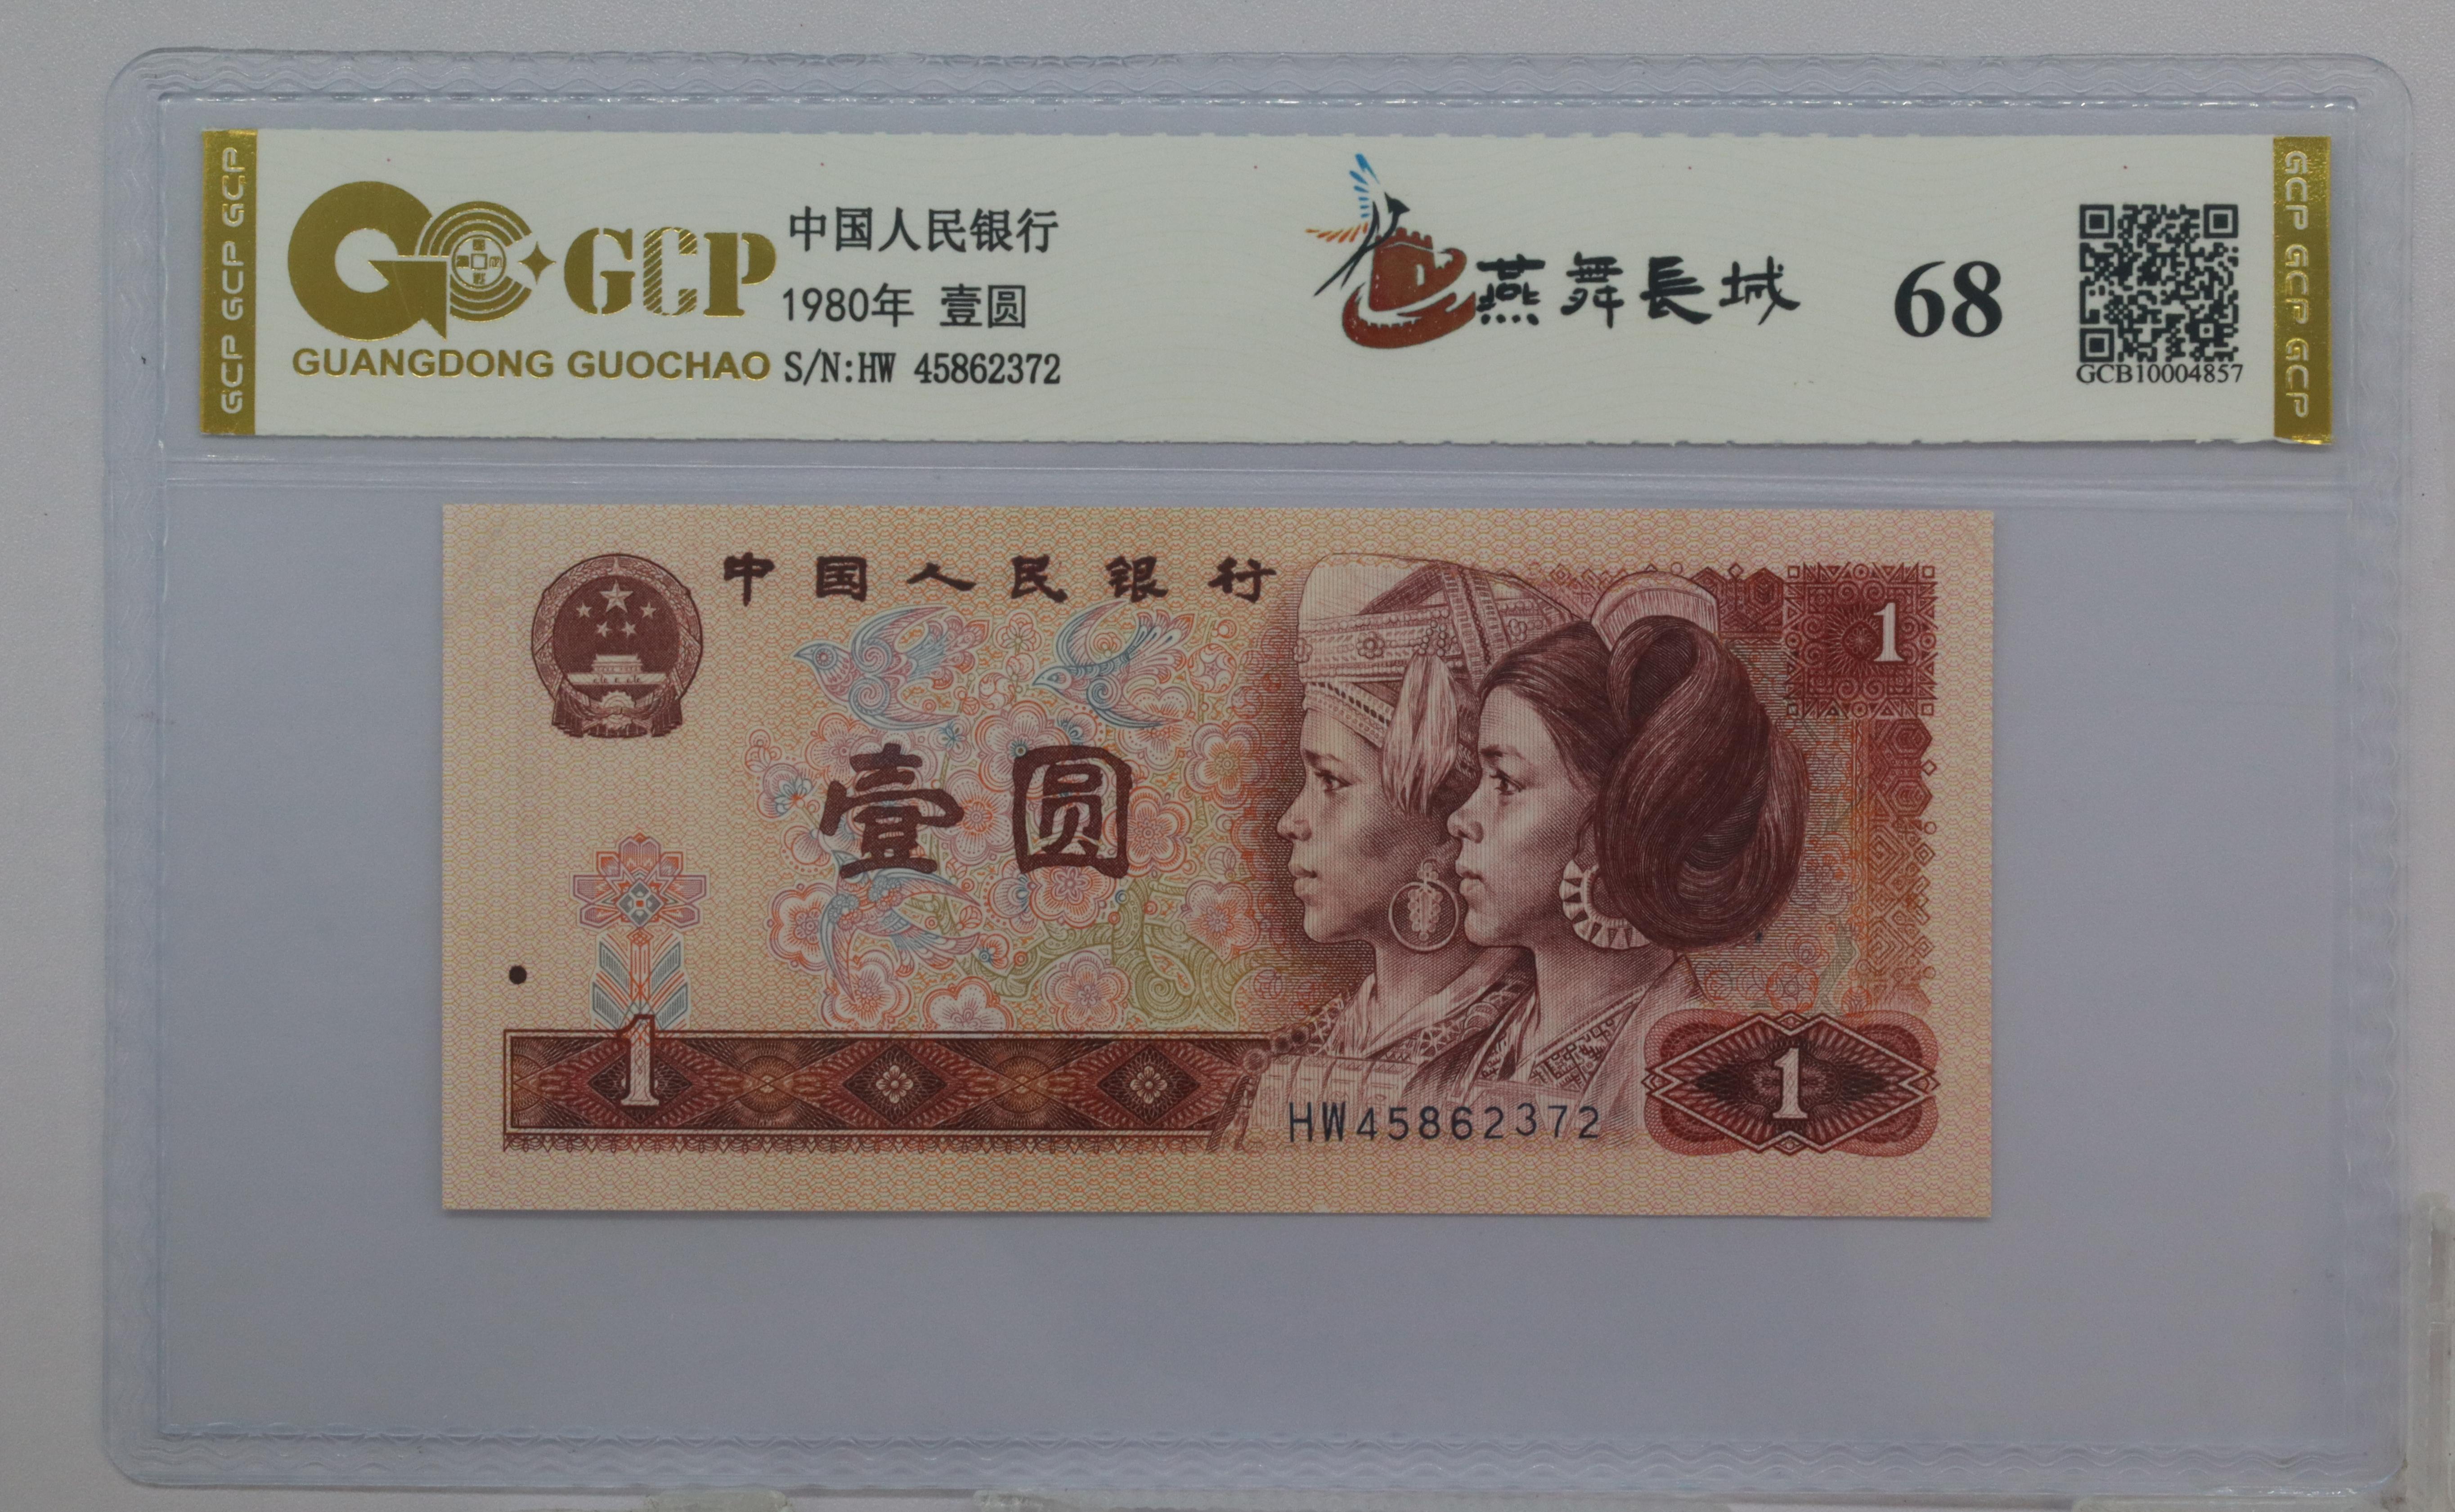 GCP GCP GCP
GCP
GUANGDONG GUOCHAO
中国人民银行
1980年 壹圆
S/N:HW 45862372
燕舞長城
68
GCB10004857
GCP GCP GCP
中国人民银行
1
壹圆
1
1
HW45862372